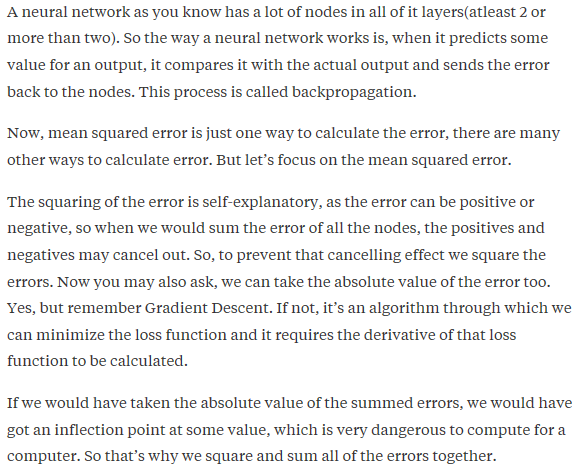 A neural network as you know has a lot of nodes in all of it layers(atleast 2 or
more than two). So the way a neural network works is, when it predicts some
value for an output, it compares it with the actual output and sends the error
back to the nodes. This process is called backpropagation.
Now, mean squared error is just one way to calculate the error, there are many
other ways to calculate error. But let’s focus on the mean squared error.
The squaring of the error is self-explanatory, as the error can be positive or
negative, so when we would sum the error of all the nodes, the positives and
negatives may cancel out. So, to prevent that cancelling effect we square the
errors. Now you may also ask, we can take the absolute value of the error too.
Yes, but remember Gradient Descent. If not, it’s an algorithm through which we
can minimize the loss function and it requires the derivative of that loss
function to be calculated.
If we would have taken the absolute value of the summed errors, we would have
got an inflection point at some value, which is very dangerous to compute for a
computer. So that’s why we square and sum all of the errors together.